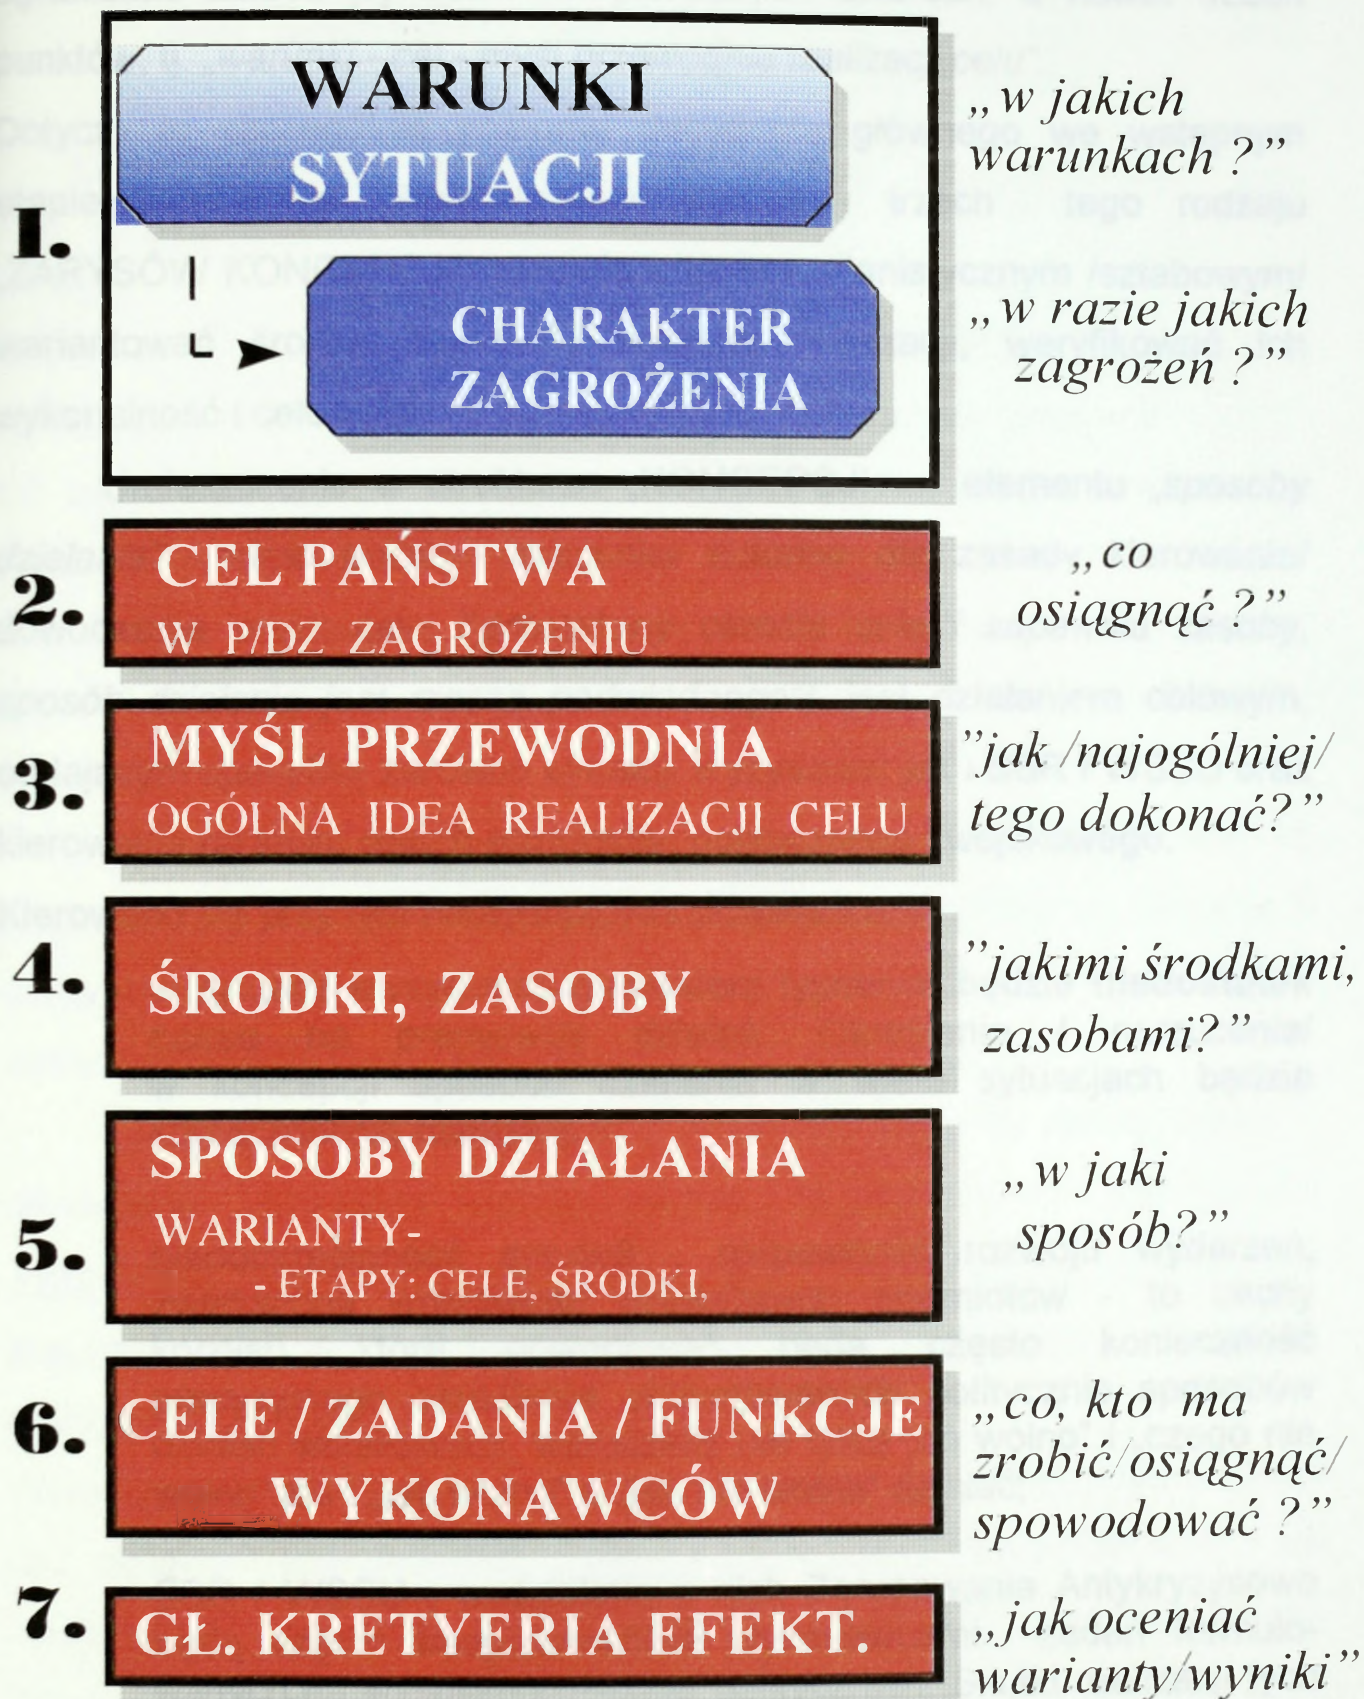 1.
WARUNKI
SYTUACJI
„w jakich
warunkach ?”
CHARAKTER
ZAGROŻENIA
„w razie jakich
zagrożeń ?”
2.
CEL PAŃSTWA
W P/DZ ZAGROŻENIU
„co
osiągnąć ?”
3.
MYŚL PRZEWODNIA
OGÓLNA IDEA REALIZACJI CELU
”jak /najogólniej/
tego dokonać?”
4.
ŚRODKI, ZASOBY
”jakimi środkami,
zasobami?”
5.
SPOSOBY DZIAŁANIA
WARIANTY-
- ETAPY: CELE, ŚRODKI,
„w jaki
sposób?”
6.
CELE / ZADANIA / FUNKCJE
WYKONAWCÓW
„co, kto ma
zrobić/osiągnąć/
spowodować ?”
7.
GŁ. KRETYERIA EFEKT.
„jak oceniać
warianty/wyniki”